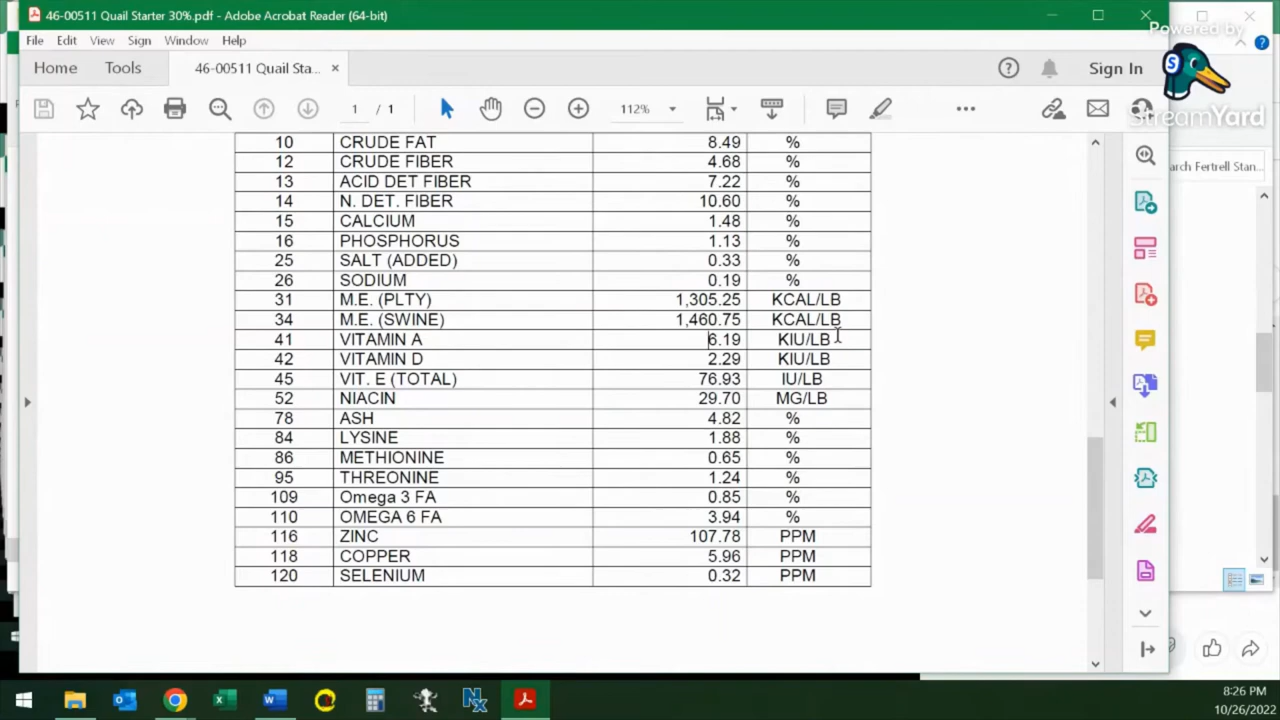 46-00511 Quail Starter 30%.pdf - Adobe Acrobat Reader (64-bit)
Powered by
File Edit View Sign Window Help
Home Tools 46-00511 Quail Sta... × Sign In
StreamYard
1 / 1 112%
arch Fertrell Stan...
10 CRUDE FAT 8.49 %
12 CRUDE FIBER 4.68 %
13 ACID DET FIBER 7.22 %
14 N. DET. FIBER 10.60 %
15 CALCIUM 1.48 %
16 PHOSPHORUS 1.13 %
25 SALT (ADDED) 0.33 %
26 SODIUM 0.19 %
31 M.E. (PLTY) 1,305.25 KCAL/LB
34 M.E. (SWINE) 1,460.75 KCAL/LB
41 VITAMIN A 6.19 KIU/LB
42 VITAMIN D 2.29 KIU/LB
45 VIT. E (TOTAL) 76.93 IU/LB
52 NIACIN 29.70 MG/LB
78 ASH 4.82 %
84 LYSINE 1.88 %
86 METHIONINE 0.65 %
95 THREONINE 1.24 %
109 Omega 3 FA 0.85 %
110 OMEGA 6 FA 3.94 %
116 ZINC 107.78 PPM
118 COPPER 5.96 PPM
120 SELENIUM 0.32 PPM
8:26 PM
10/26/2022